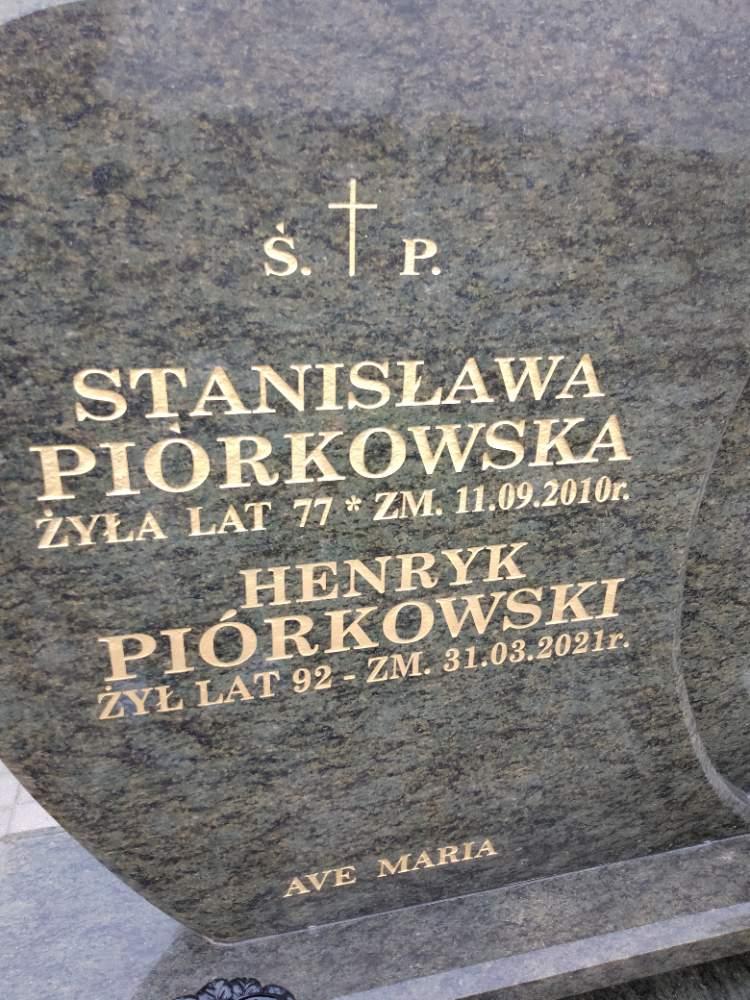 Ś. P.
STANISŁAWA
PIÒRKOWSKA
ŻYŁA LAT 77 * ZM. 11.09.2010r.
HENRYK
PIÓRKOWSKI
ŻYŁ LAT 92 - ZM. 31.03.2021r.
AVE MARIA